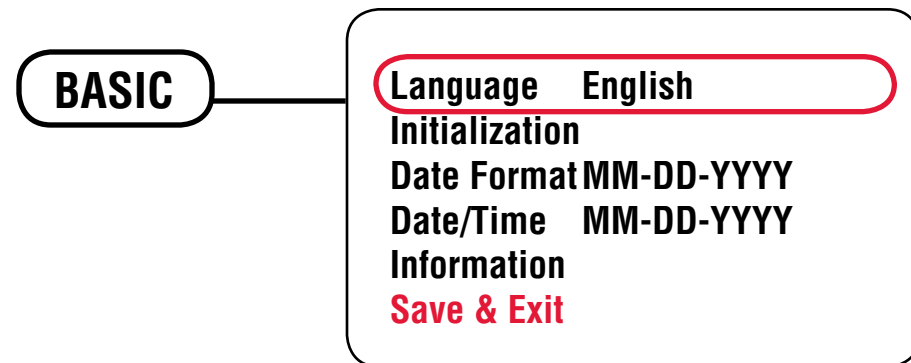 BASIC
Language English
Initialization
Date Format MM-DD-YYYY
Date/Time MM-DD-YYYY
Information
Save & Exit